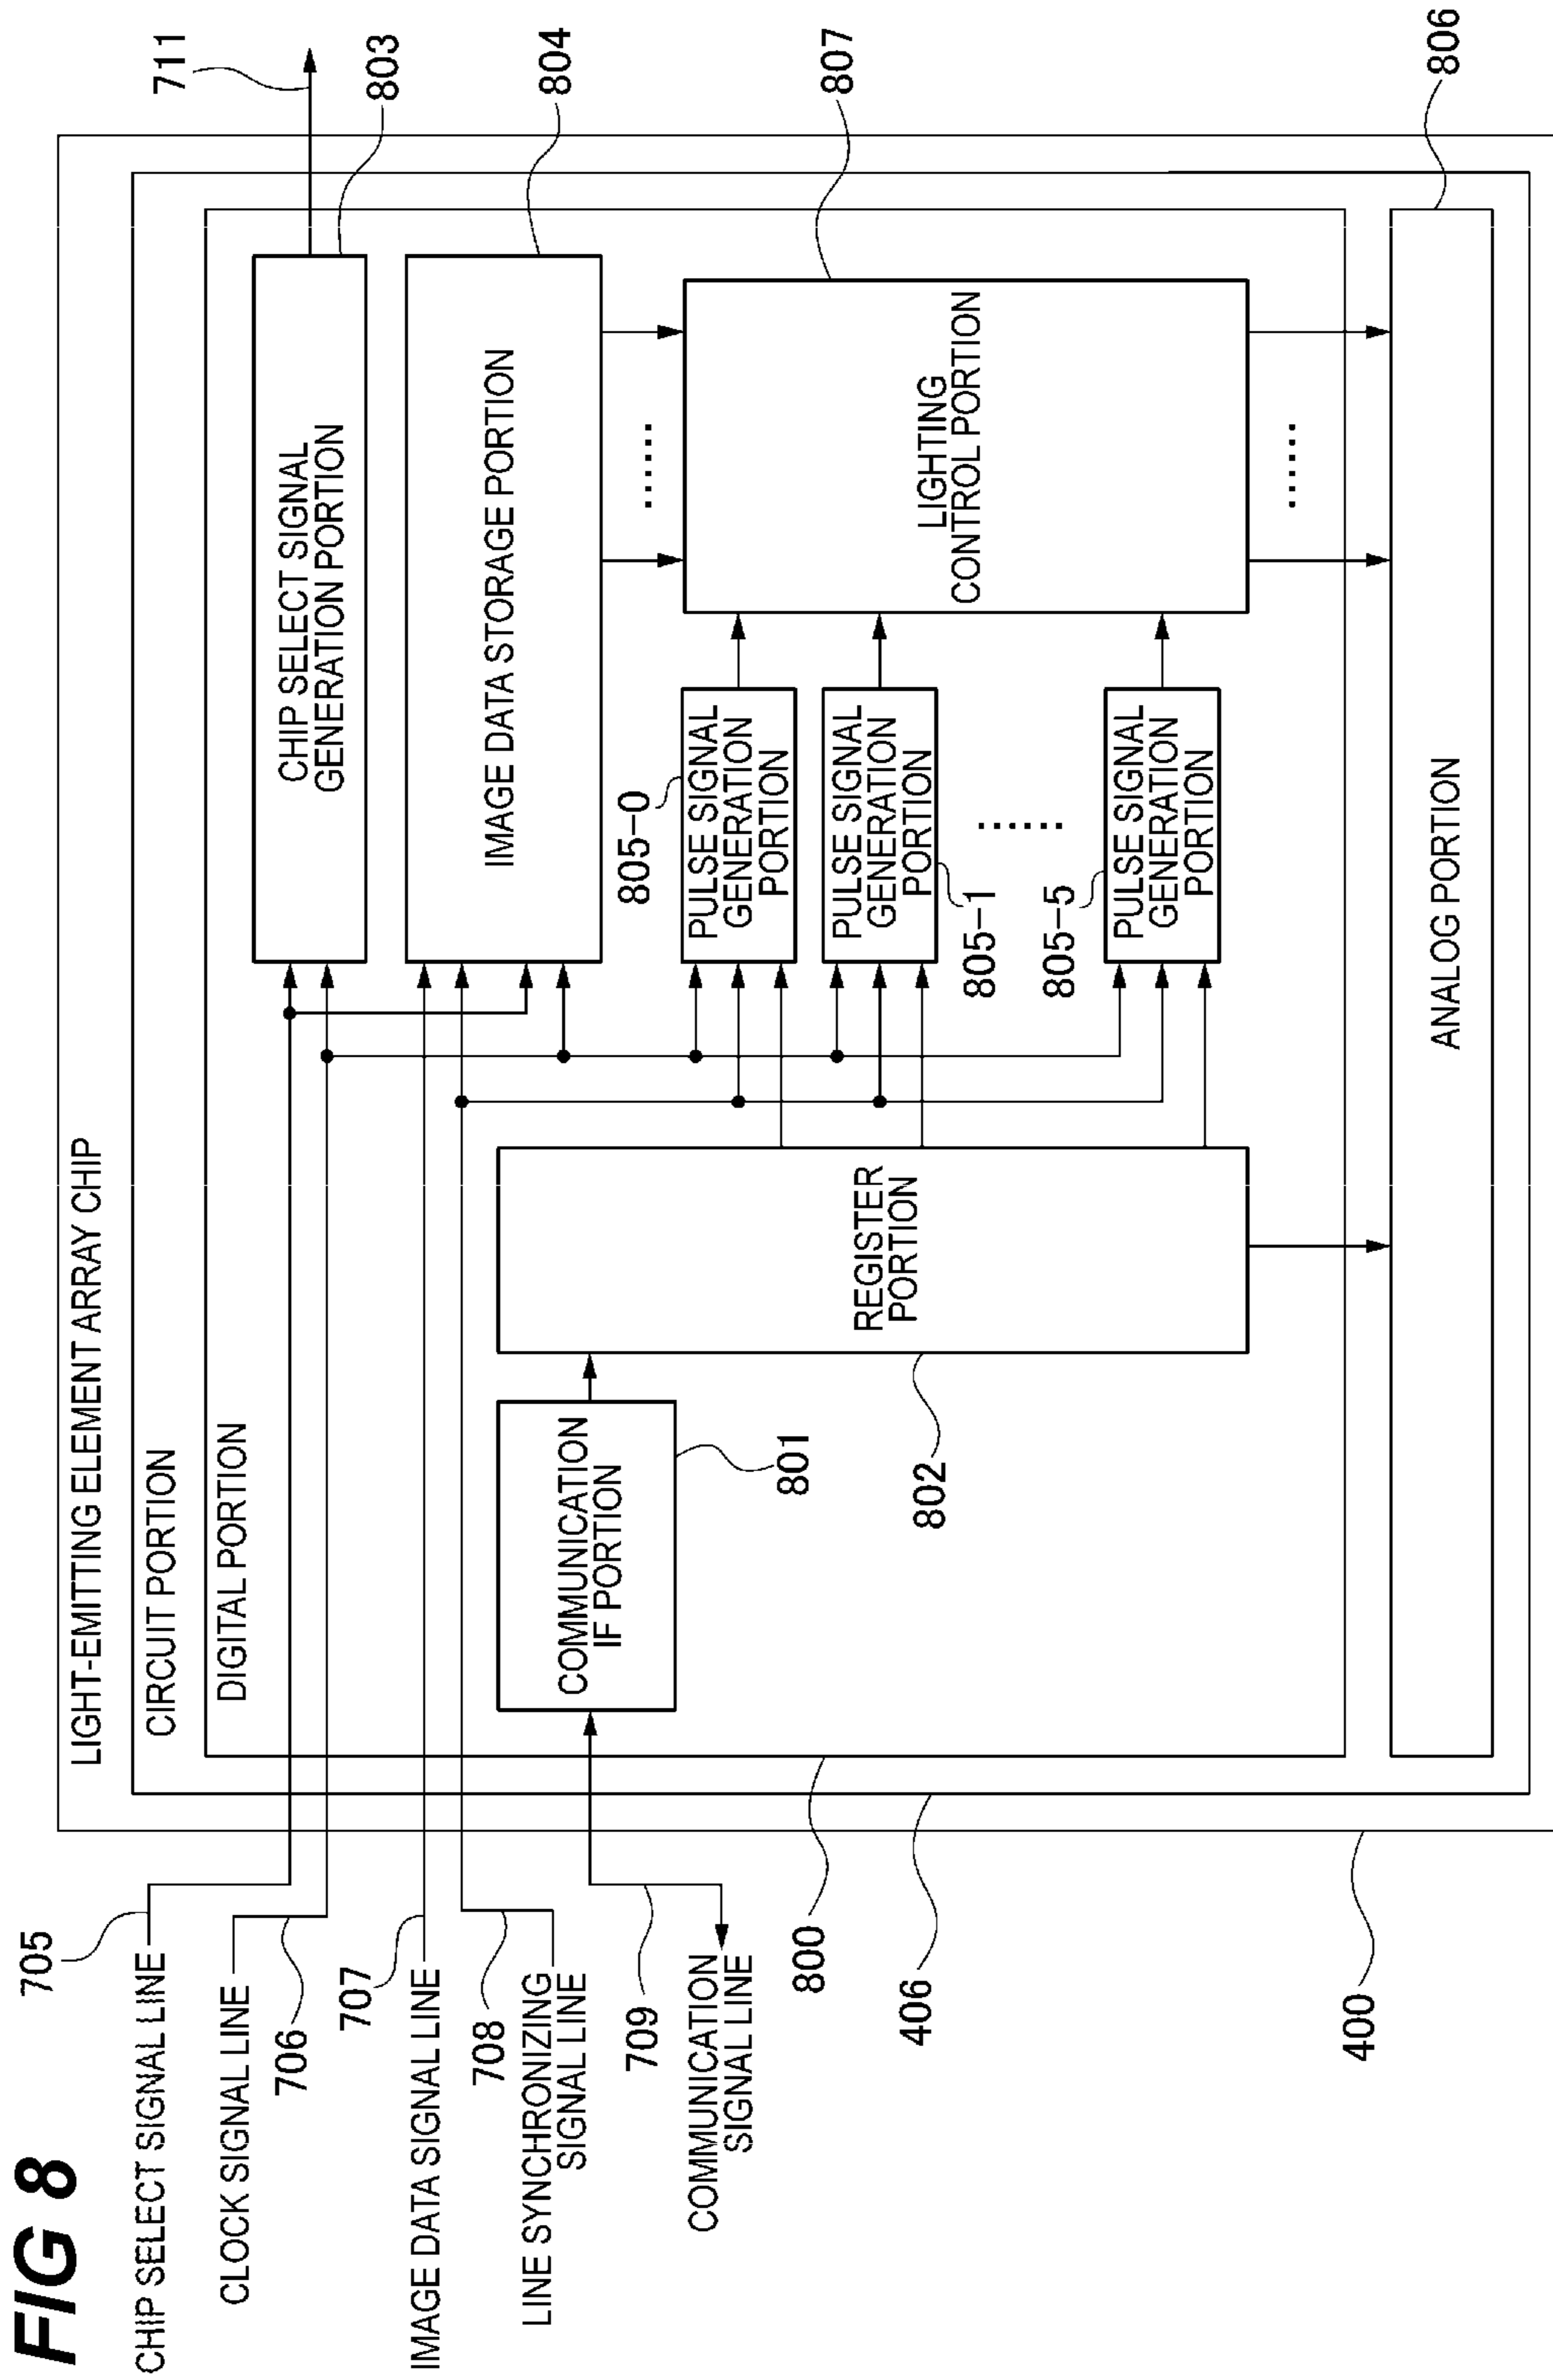 FIG 8
LIGHT-EMITTING ELEMENT ARRAY CHIP
CIRCUIT PORTION
DIGITAL PORTION
705
CHIP SELECT SIGNAL LINE
CLOCK SIGNAL LINE
706
707
IMAGE DATA SIGNAL LINE
708
LINE SYNCHRONIZING
SIGNAL LINE
709
COMMUNICATION
SIGNAL LINE
CHIP SELECT SIGNAL
GENERATION PORTION
711
803
IMAGE DATA STORAGE PORTION
804
COMMUNICATION
IF PORTION
801
REGISTER
PORTION
802
805-0
PULSE SIGNAL
GENERATION
PORTION
PULSE SIGNAL
GENERATION
PORTION
805-1
805-5
PULSE SIGNAL
GENERATION
PORTION
LIGHTING
CONTROL PORTION
807
ANALOG PORTION
806
800
406
400